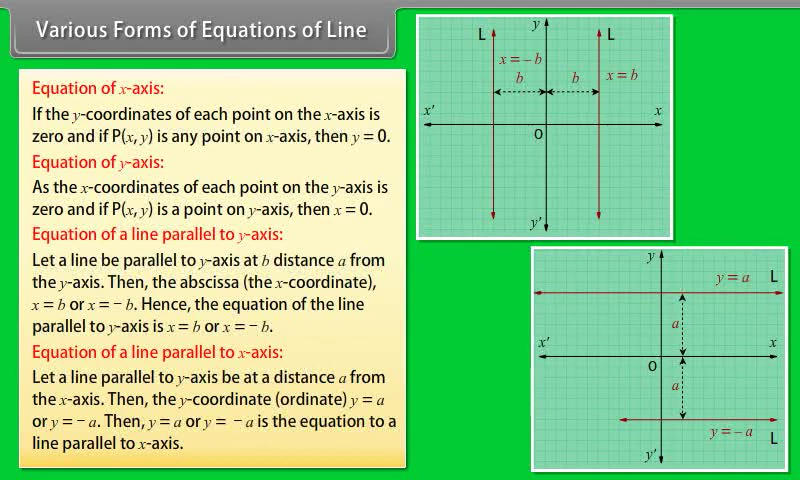 Various Forms of Equations of Line
Equation of x-axis:
If the y-coordinates of each point on the x-axis is
zero and if P(x, y) is any point on x-axis, then y = 0.
Equation of y-axis:
As the x-coordinates of each point on the y-axis is
zero and if P(x, y) is a point on y-axis, then x = 0.
Equation of a line parallel to y-axis:
Let a line be parallel to y-axis at b distance a from
the y-axis. Then, the abscissa (the x-coordinate),
x = b or x = − b. Hence, the equation of the line
parallel to y-axis is x = b or x = − b.
Equation of a line parallel to x-axis:
Let a line parallel to y-axis be at a distance a from
the x-axis. Then, the y-coordinate (ordinate) y = a
or y = − a. Then, y = a or y = − a is the equation to a
line parallel to x-axis.
y
L L
x = − b
b b x = b
x' x
O
y'
y
y = a L
a
x' x
O
a
y = − a L
y'